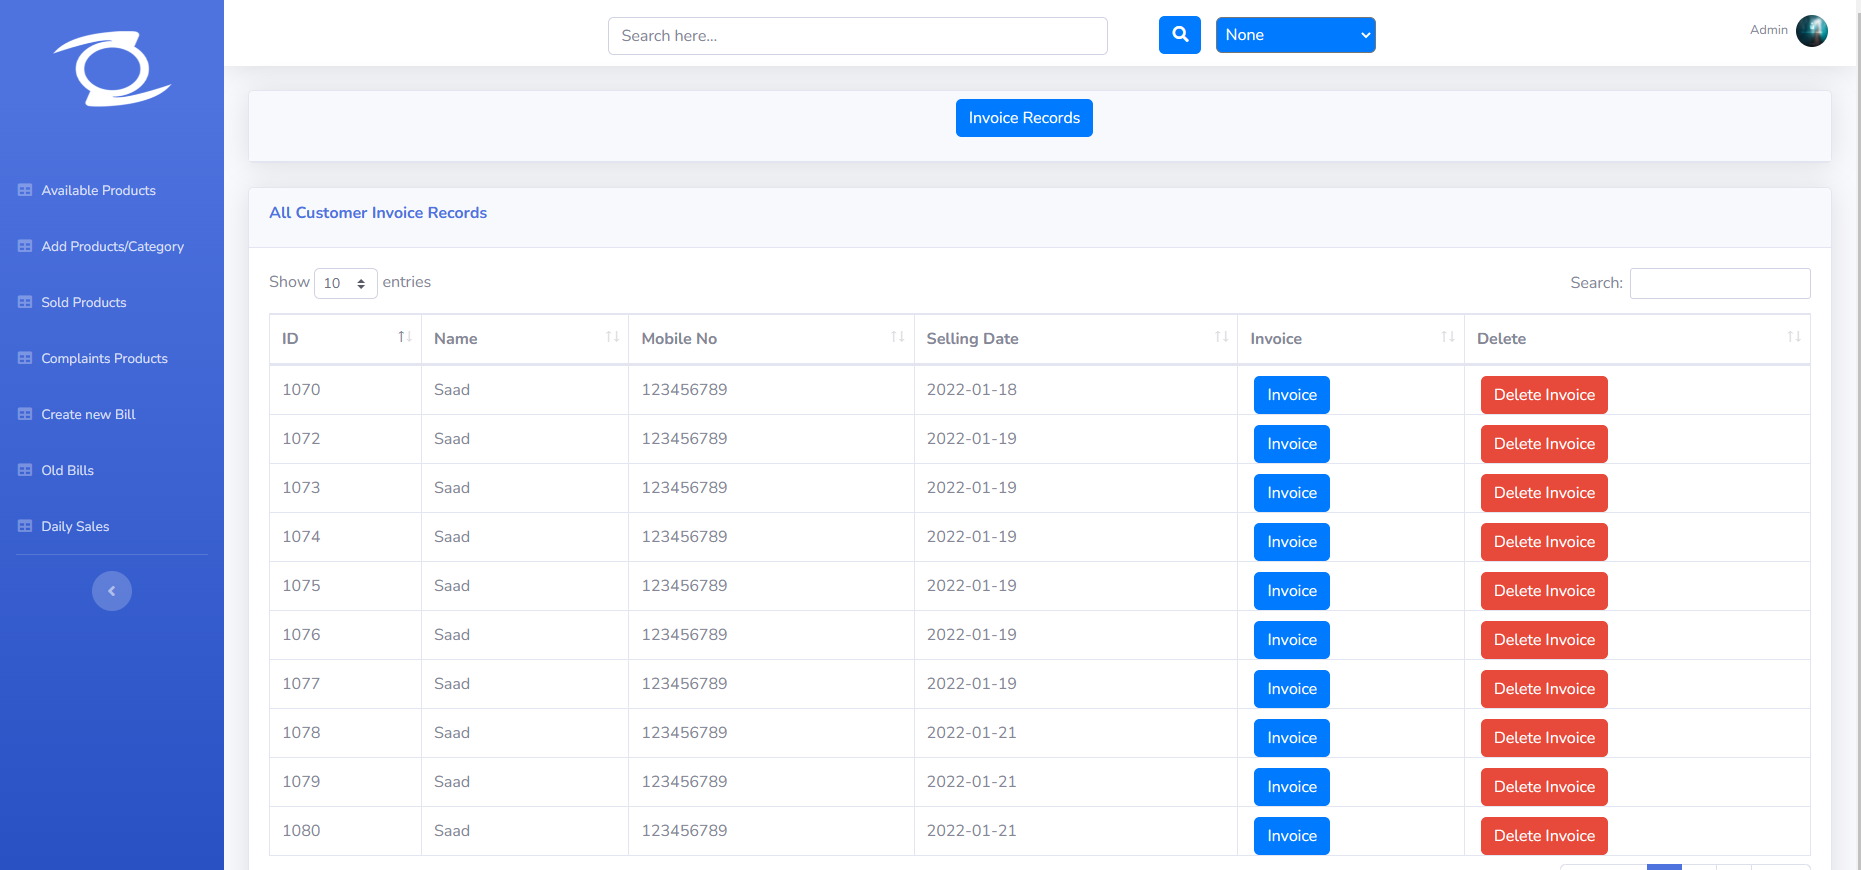 Search here...
None
Admin
Available Products
Add Products/Category
Sold Products
Complaints Products
Create new Bill
Old Bills
Daily Sales
Invoice Records
All Customer Invoice Records
Show 10 entries
Search:
ID Name Mobile No Selling Date Invoice Delete
1070 Saad 123456789 2022-01-18 Invoice Delete Invoice
1072 Saad 123456789 2022-01-19 Invoice Delete Invoice
1073 Saad 123456789 2022-01-19 Invoice Delete Invoice
1074 Saad 123456789 2022-01-19 Invoice Delete Invoice
1075 Saad 123456789 2022-01-19 Invoice Delete Invoice
1076 Saad 123456789 2022-01-19 Invoice Delete Invoice
1077 Saad 123456789 2022-01-19 Invoice Delete Invoice
1078 Saad 123456789 2022-01-21 Invoice Delete Invoice
1079 Saad 123456789 2022-01-21 Invoice Delete Invoice
1080 Saad 123456789 2022-01-21 Invoice Delete Invoice